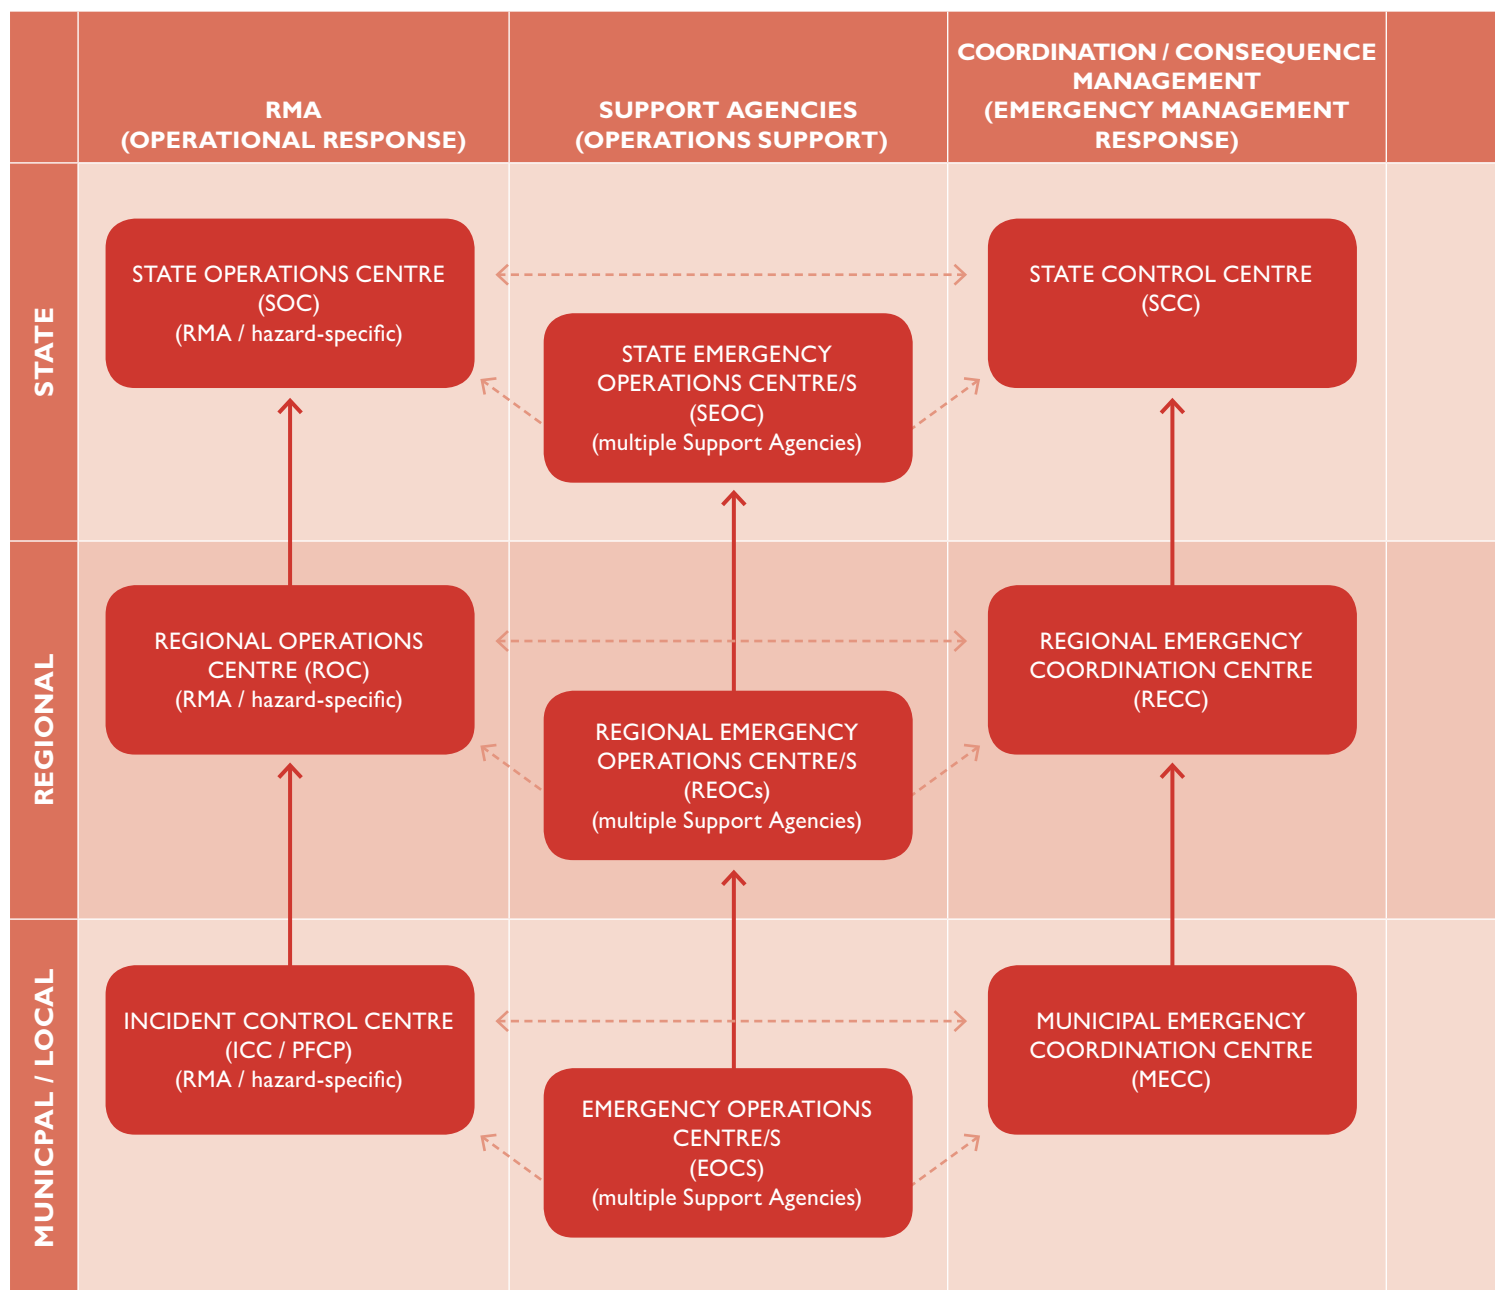 RMA
(OPERATIONAL RESPONSE)
SUPPORT AGENCIES
(OPERATIONS SUPPORT)
COORDINATION / CONSEQUENCE
MANAGEMENT
(EMERGENCY MANAGEMENT
RESPONSE)
STATE
STATE OPERATIONS CENTRE
(SOC)
(RMA / hazard-specific)
STATE EMERGENCY
OPERATIONS CENTRE/S
(SEOC)
(multiple Support Agencies)
STATE CONTROL CENTRE
(SCC)
REGIONAL
REGIONAL OPERATIONS
CENTRE (ROC)
(RMA / hazard-specific)
REGIONAL EMERGENCY
OPERATIONS CENTRE/S
(REOCs)
(multiple Support Agencies)
REGIONAL EMERGENCY
COORDINATION CENTRE
(RECC)
MUNICPAL / LOCAL
INCIDENT CONTROL CENTRE
(ICC / PFCP)
(RMA / hazard-specific)
EMERGENCY OPERATIONS
CENTRE/S
(EOCS)
(multiple Support Agencies)
MUNICIPAL EMERGENCY
COORDINATION CENTRE
(MECC)